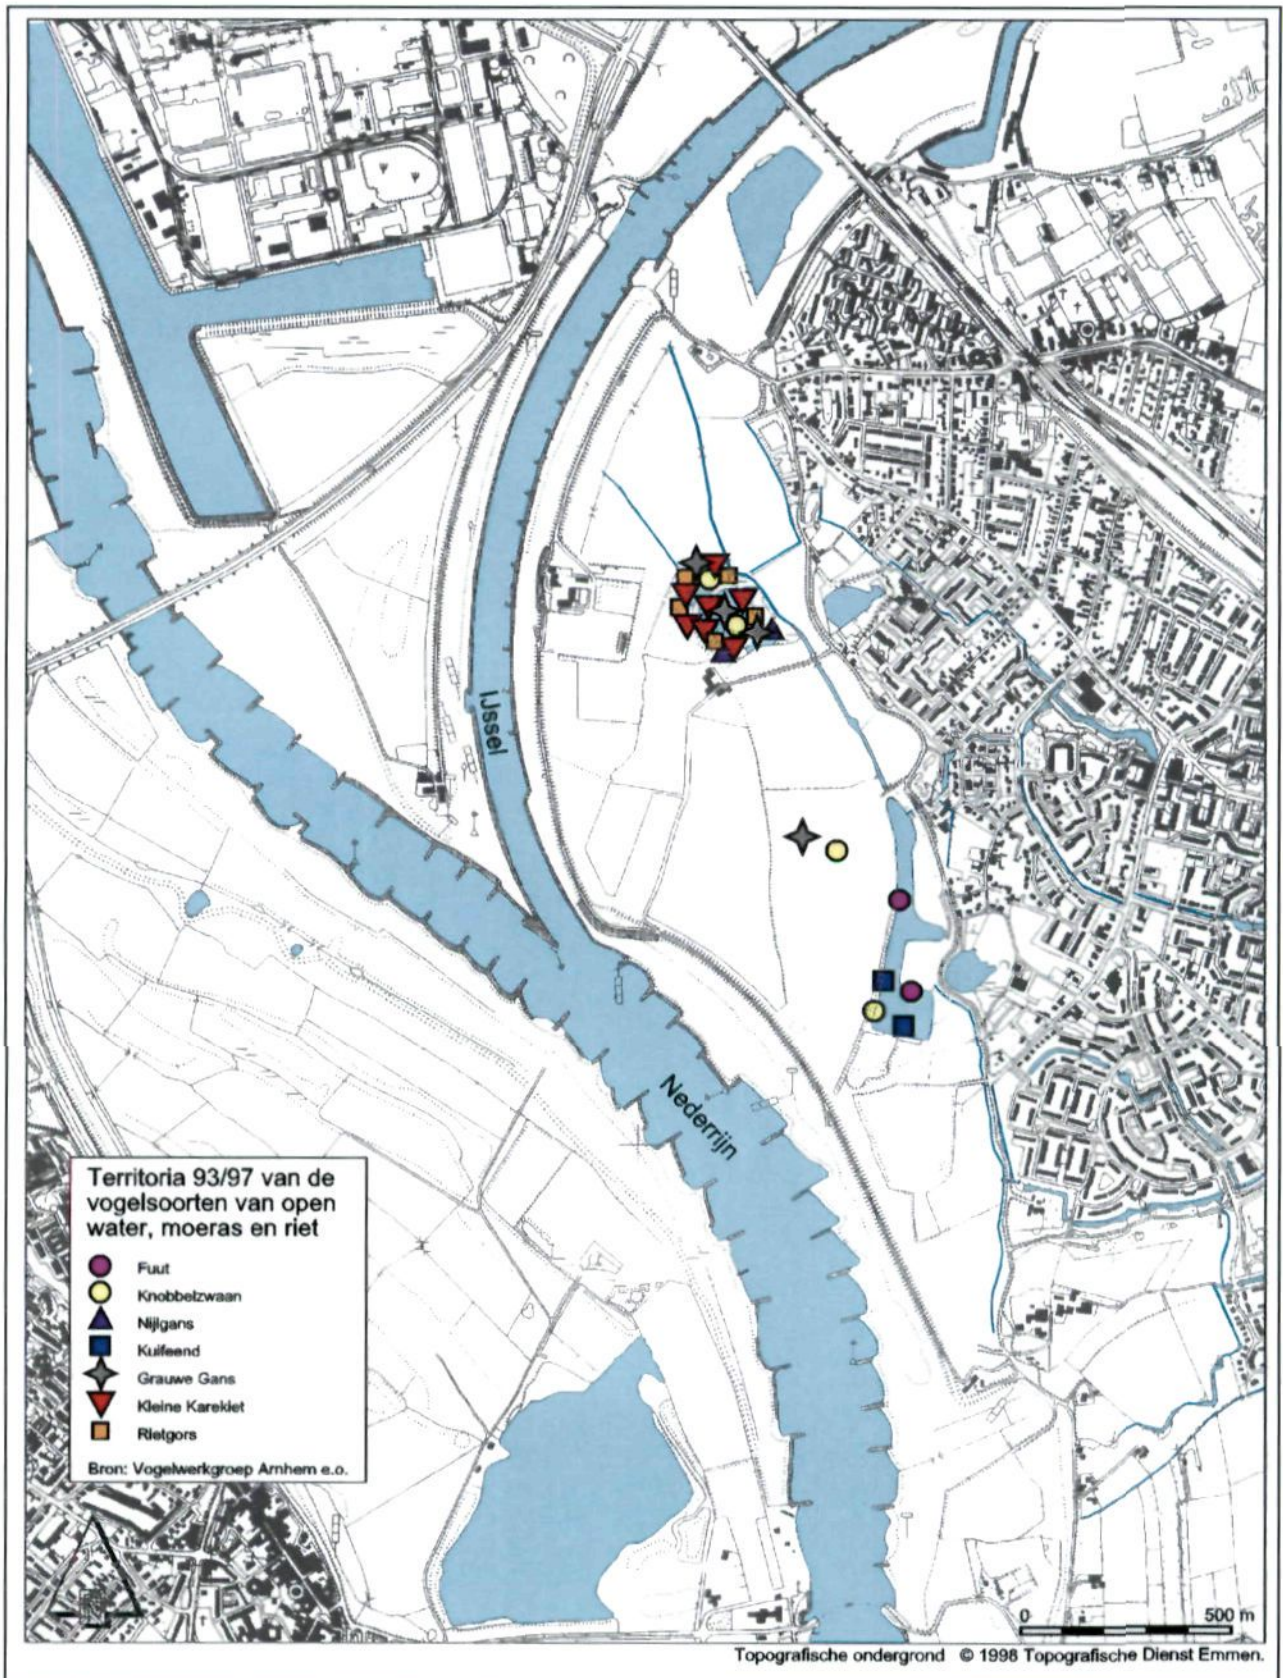 IJssel
Nederrijn
Territoria 93/97 van de
vogelsoorten van open
water, moeras en riet
Fuut
Knobbelzwaan
Nijlgans
Kuifeend
Grauwe Gans
Kleine Karekiet
Rietgors
Bron: Vogelwerkgroep Arnhem e.o.
0 500 m
Topografische ondergrond © 1998 Topografische Dienst Emmen.